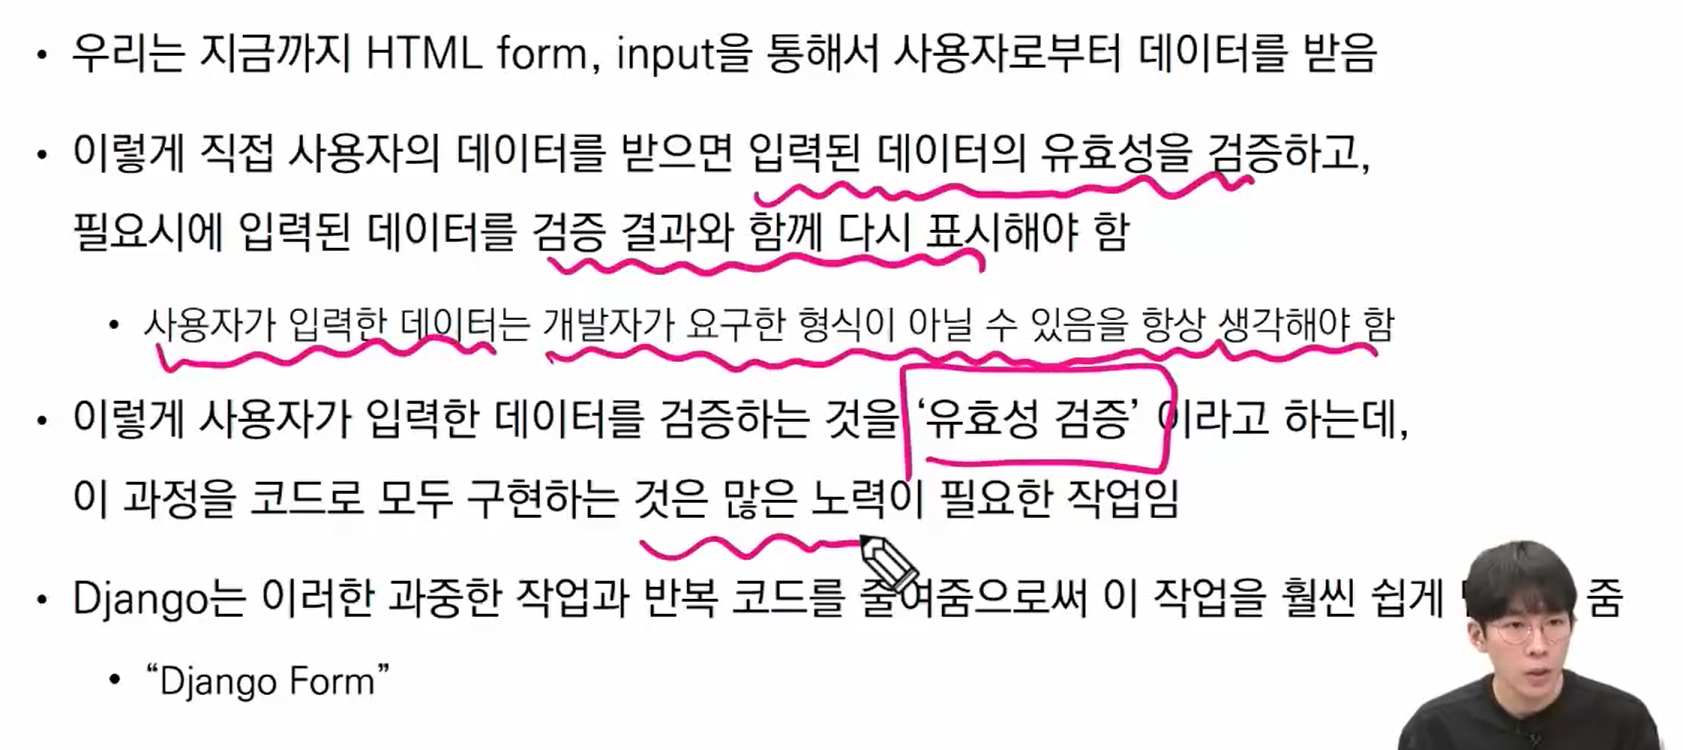 • 우리는 지금까지 HTML form, input을 통해서 사용자로부터 데이터를 받음
• 이렇게 직접 사용자의 데이터를 받으면 입력된 데이터의 유효성을 검증하고,
필요시에 입력된 데이터를 검증 결과와 함께 다시 표시해야 함
• 사용자가 입력한 데이터는 개발자가 요구한 형식이 아닐 수 있음을 항상 생각해야 함
• 이렇게 사용자가 입력한 데이터를 검증하는 것을 ‘유효성 검증’ 이라고 하는데,
이 과정을 코드로 모두 구현하는 것은 많은 노력이 필요한 작업임
• Django는 이러한 과중한 작업과 반복 코드를 줄여줌으로써 이 작업을 훨씬 쉽게 줌
• “Django Form”